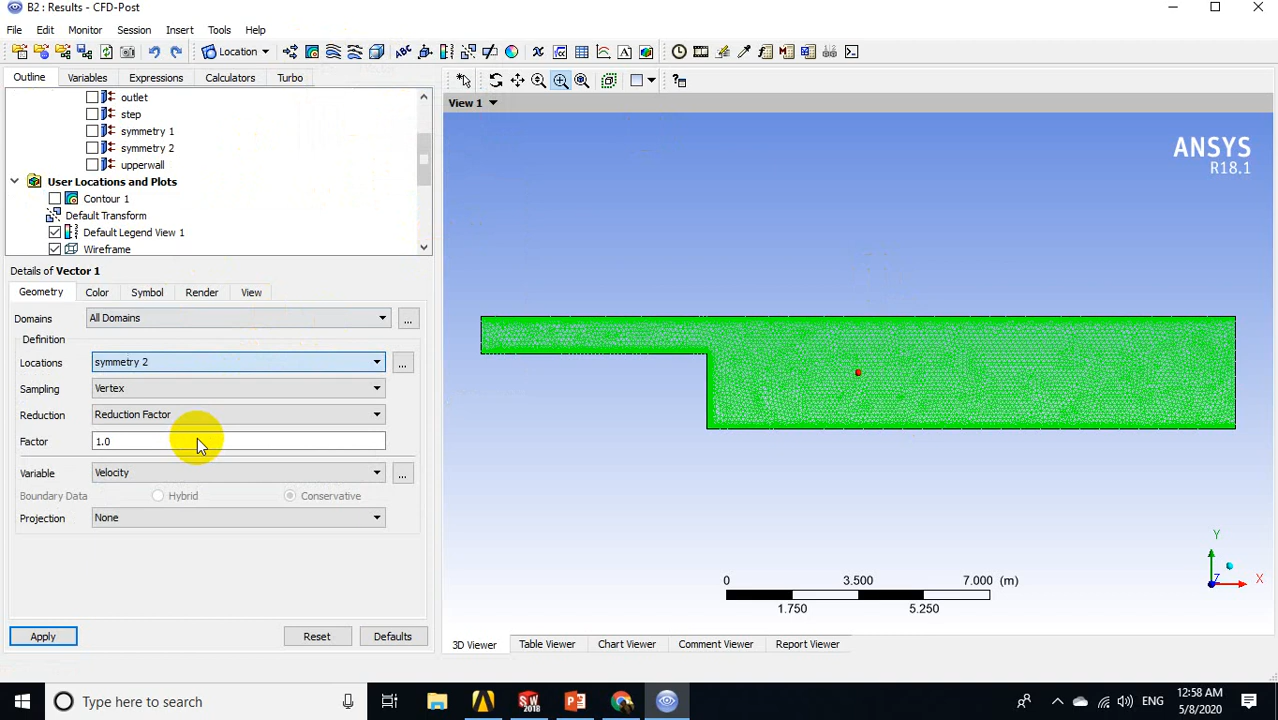 B2 : Results - CFD-Post
File Edit Monitor Session Insert Tools Help
Location
Outline Variables Expressions Calculators Turbo
outlet
step
symmetry 1
symmetry 2
upperwall
User Locations and Plots
Contour 1
Default Transform
Default Legend View 1
Wireframe
Details of Vector 1
Geometry Color Symbol Render View
Domains All Domains ...
Definition
Locations symmetry 2 ...
Sampling Vertex
Reduction Reduction Factor
Factor 1.0
Variable Velocity ...
Boundary Data Hybrid Conservative
Projection None
Apply Reset Defaults
View 1
ANSYS
R18.1
Y
X
Z
0 3.500 7.000 (m)
1.750 5.250
3D Viewer Table Viewer Chart Viewer Comment Viewer Report Viewer
Type here to search
ENG
12:58 AM
5/8/2020